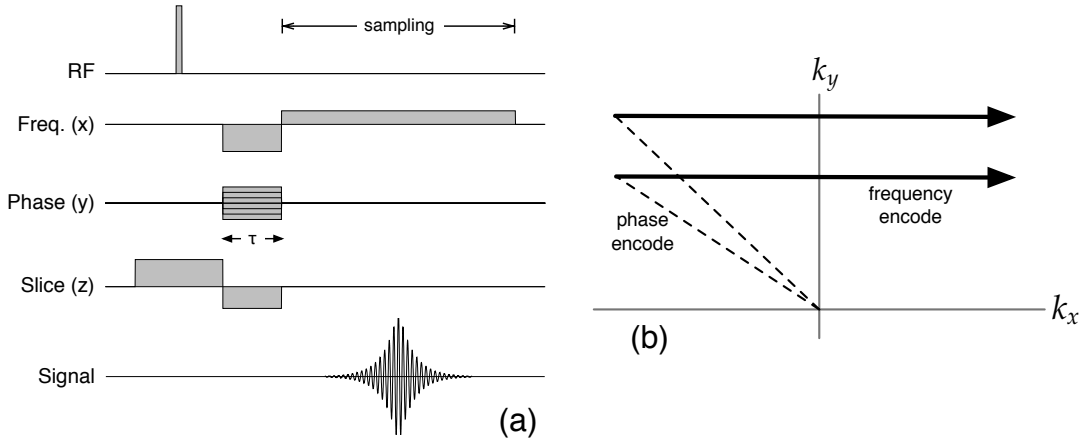 sampling
RF
Freq. (x)
Phase (y)
τ
Slice (z)
Signal
(a)
k_y
frequency
encode
phase
encode
k_x
(b)